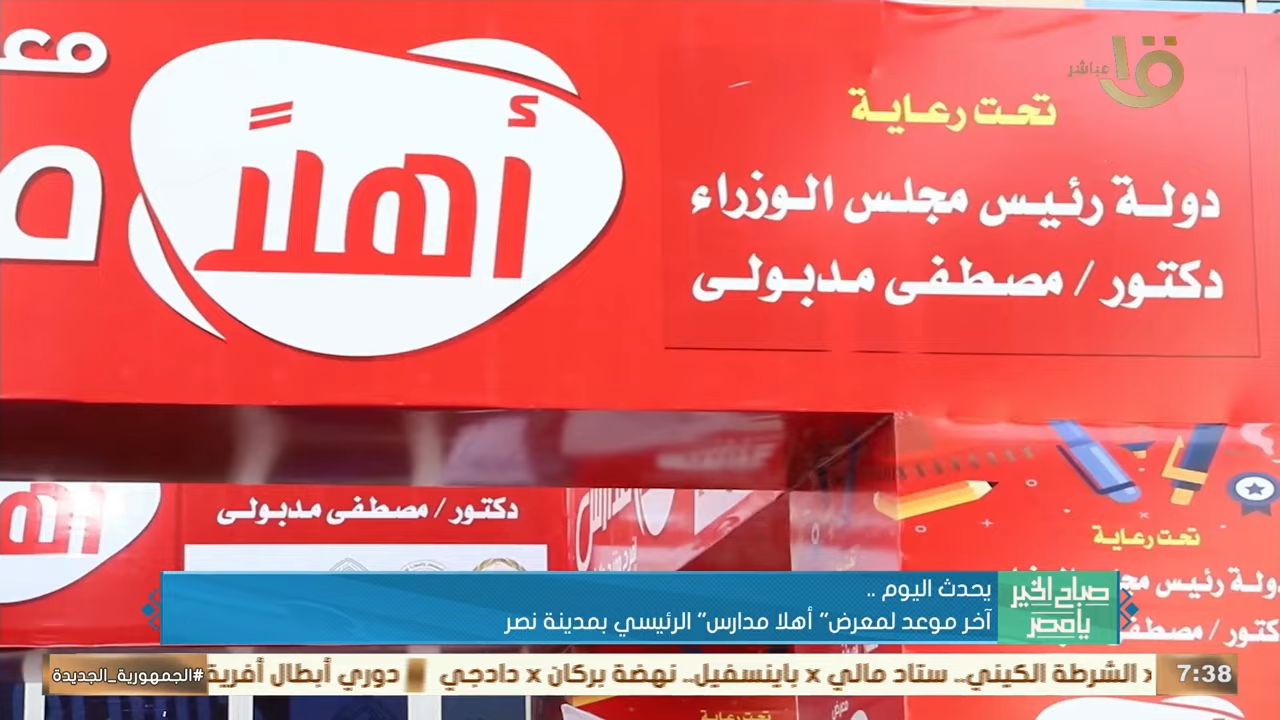 مباشر
تحت رعاية
دولة رئيس مجلس الوزراء
دكتور / مصطفى مدبولى
أهلاً
دكتور / مصطفى مدبولى
تحت رعاية
يحدث اليوم ..
آخر موعد لمعرض" أهلا مدارس" الرئيسي بمدينة نصر
صباح الخير
يا مصر
7:38
x الشرطة الكيني.. ستاد مالي x باينسفيل.. نهضة بركان x دادجي
دوري أبطال أفريقيا
#الجمهورية_الجديدة